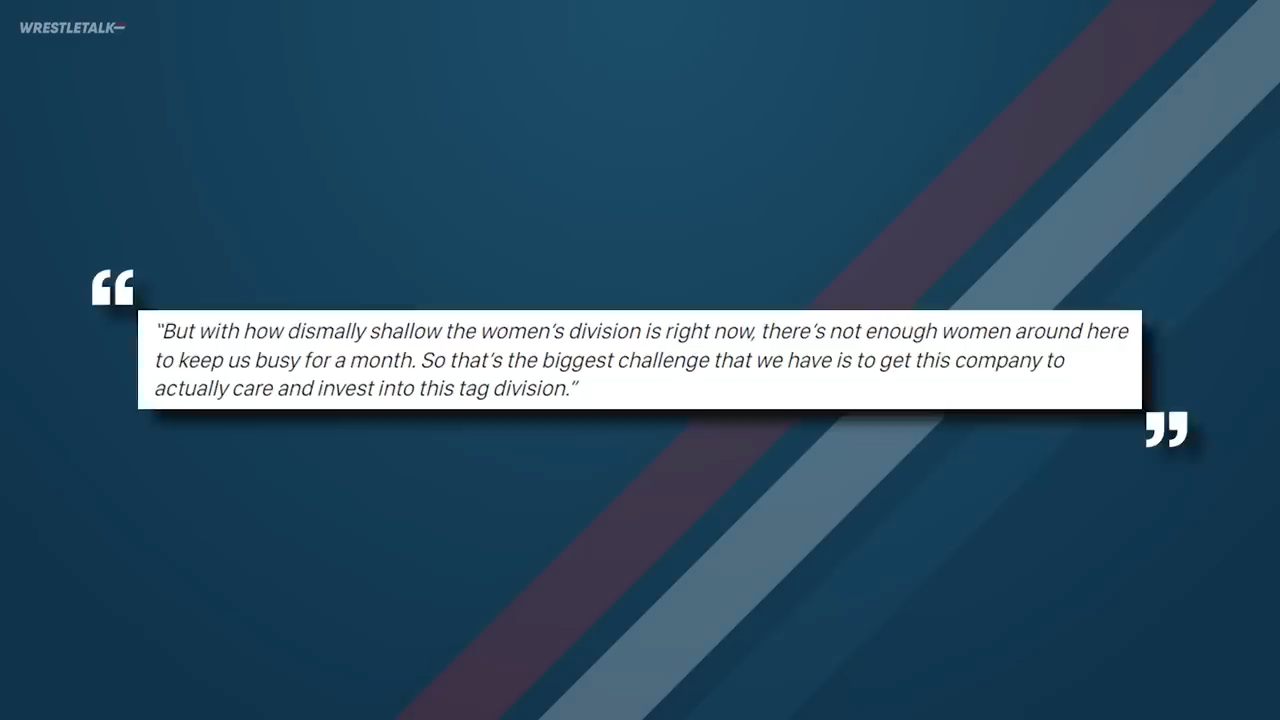 WRESTLETALK
“
“But with how dismally shallow the women’s division is right now, there’s not enough women around here
to keep us busy for a month. So that’s the biggest challenge that we have is to get this company to
actually care and invest into this tag division.”
”